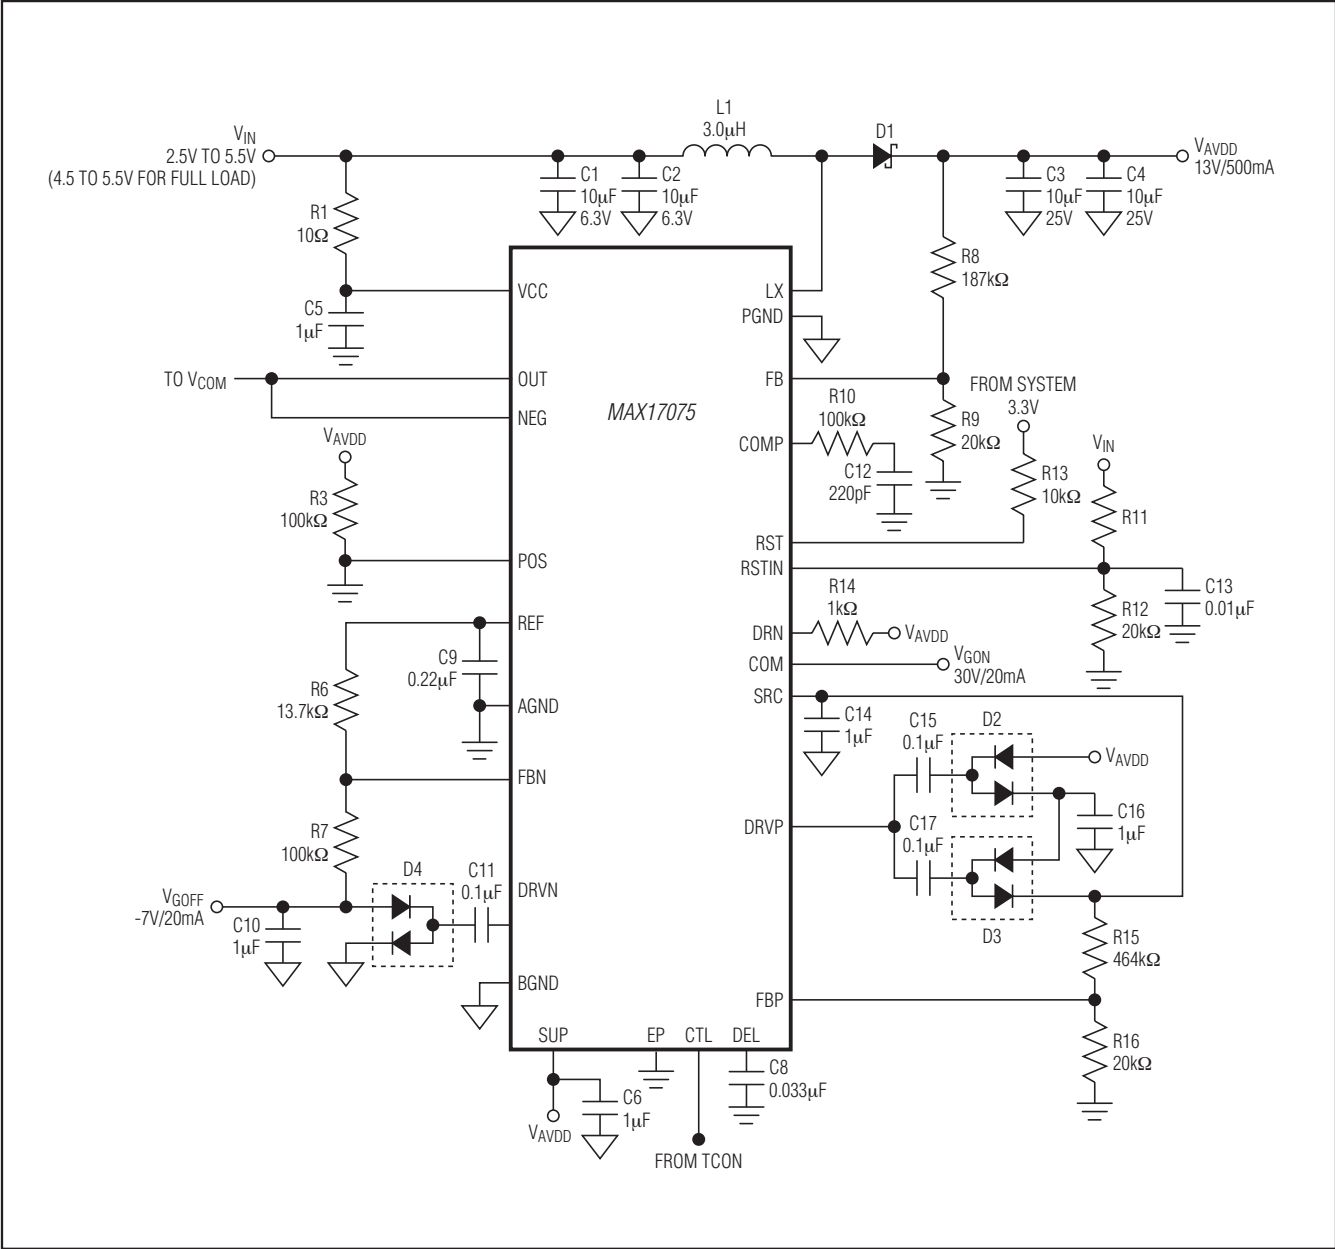 L1
3.0μH
D1
VIN
2.5V TO 5.5V
(4.5 TO 5.5V FOR FULL LOAD)
VAVDD
13V/500mA
C1
10μF
6.3V
C2
10μF
6.3V
C3
10μF
25V
C4
10μF
25V
R1
10Ω
R8
187kΩ
VCC
LX
C5
1μF
PGND
TO VCOM
OUT
FB
NEG
MAX17075
FROM SYSTEM
3.3V
R10
100kΩ
R9
20kΩ
COMP
VAVDD
VIN
C12
220pF
R13
10kΩ
R3
100kΩ
R11
RST
POS
RSTIN
R14
1kΩ
C13
0.01μF
R12
20kΩ
REF
DRN
VAVDD
C9
0.22μF
COM
VGON
30V/20mA
SRC
R6
13.7kΩ
AGND
C14
1μF
C15
0.1μF
D2
VAVDD
FBN
C16
1μF
R7
100kΩ
DRVP
C17
0.1μF
D4
C11
0.1μF
DRVN
VGOFF
-7V/20mA
C10
1μF
D3
R15
464kΩ
BGND
FBP
SUP
EP
CTL
DEL
R16
20kΩ
C8
0.033μF
C6
1μF
VAVDD
FROM TCON